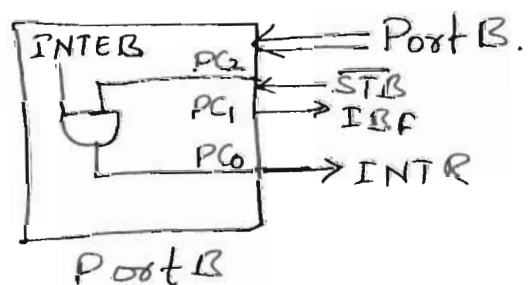 INTEB
Port B.
PC2
STB
PC1
IBF
PC0
INTR
Port B